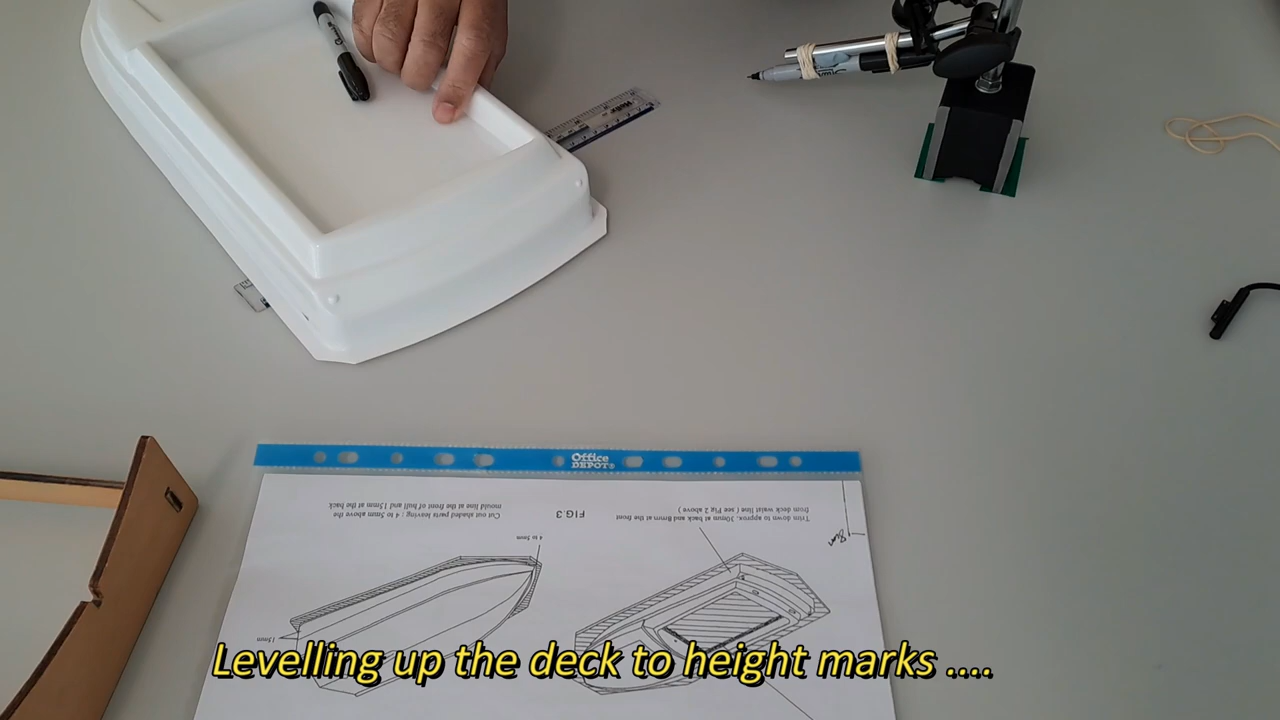 Helix
Office
DEPOT
Cut out shaded parts leaving : 4 to 5mm above the
mould line at the front of hull and 15mm at the back
FIG.3
Trim down to approx. 30mm at back and 8mm at the front
from deck waist line ( see Fig 2 above )
8mm
4 to 5mm
15mm
Levelling up the deck to height marks ....